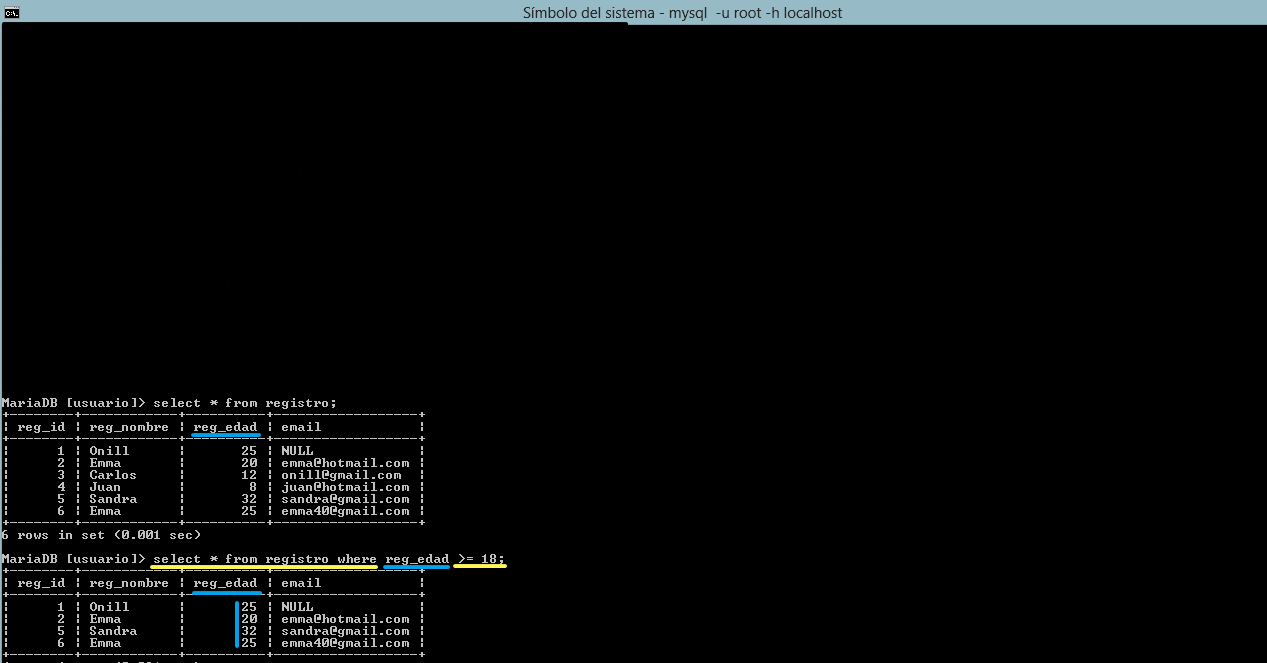 Símbolo del sistema - mysql -u root -h localhost
MariaDB [usuario]> select * from registro;
reg_id | reg_nombre | reg_edad | email
1 | Onill | 25 | NULL
2 | Emma | 20 | emma@hotmail.com
3 | Carlos | 12 | onill@gmail.com
4 | Juan | 8 | juan@hotmail.com
5 | Sandra | 32 | sandra@gmail.com
6 | Emma | 25 | emma40@gmail.com
6 rows in set (0.001 sec)
MariaDB [usuario]> select * from registro where reg_edad >= 18;
reg_id | reg_nombre | reg_edad | email
1 | Onill | 25 | NULL
2 | Emma | 20 | emma@hotmail.com
5 | Sandra | 32 | sandra@gmail.com
6 | Emma | 25 | emma40@gmail.com